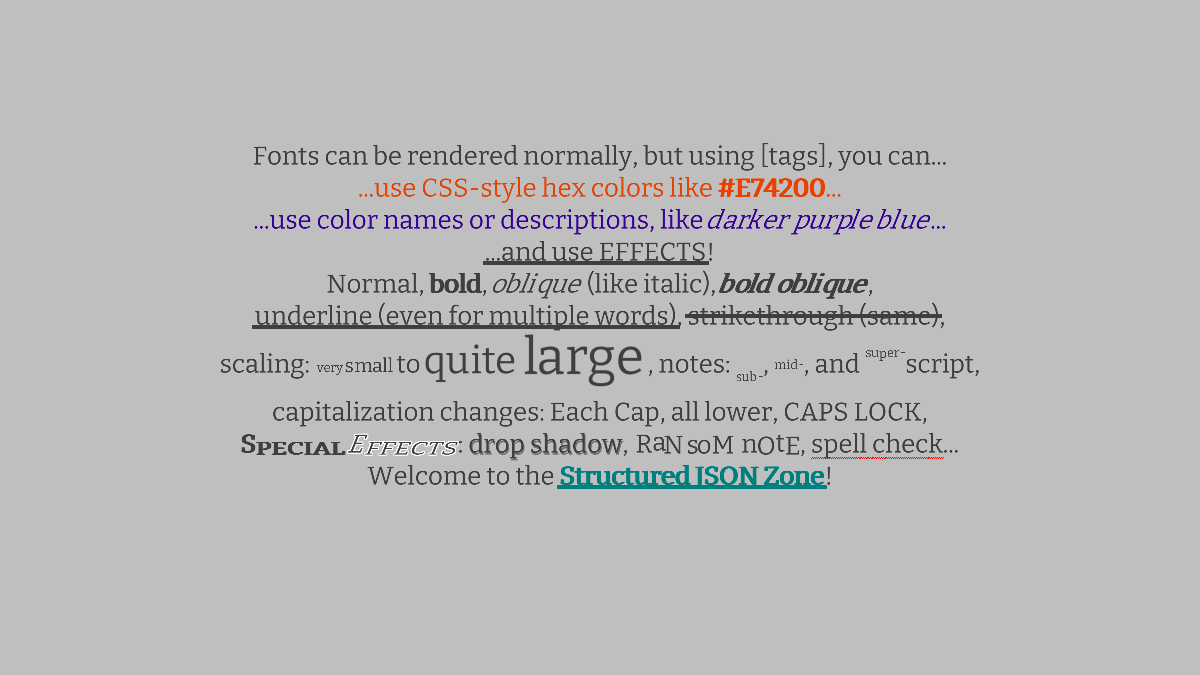 Fonts can be rendered normally, but using [tags], you can...
...use CSS-style hex colors like #E74200...
...use color names or descriptions, like darker purple blue...
...and use EFFECTS!
Normal, bold, oblique (like italic), bold oblique,
underline (even for multiple words), strikethrough (same),
scaling: very small to quite large, notes: sub-, mid-, and super-script,
capitalization changes: Each Cap, all lower, CAPS LOCK,
Special Effects: drop shadow, RaNsoM nOtE, spell check...
Welcome to the Structured JSON Zone!